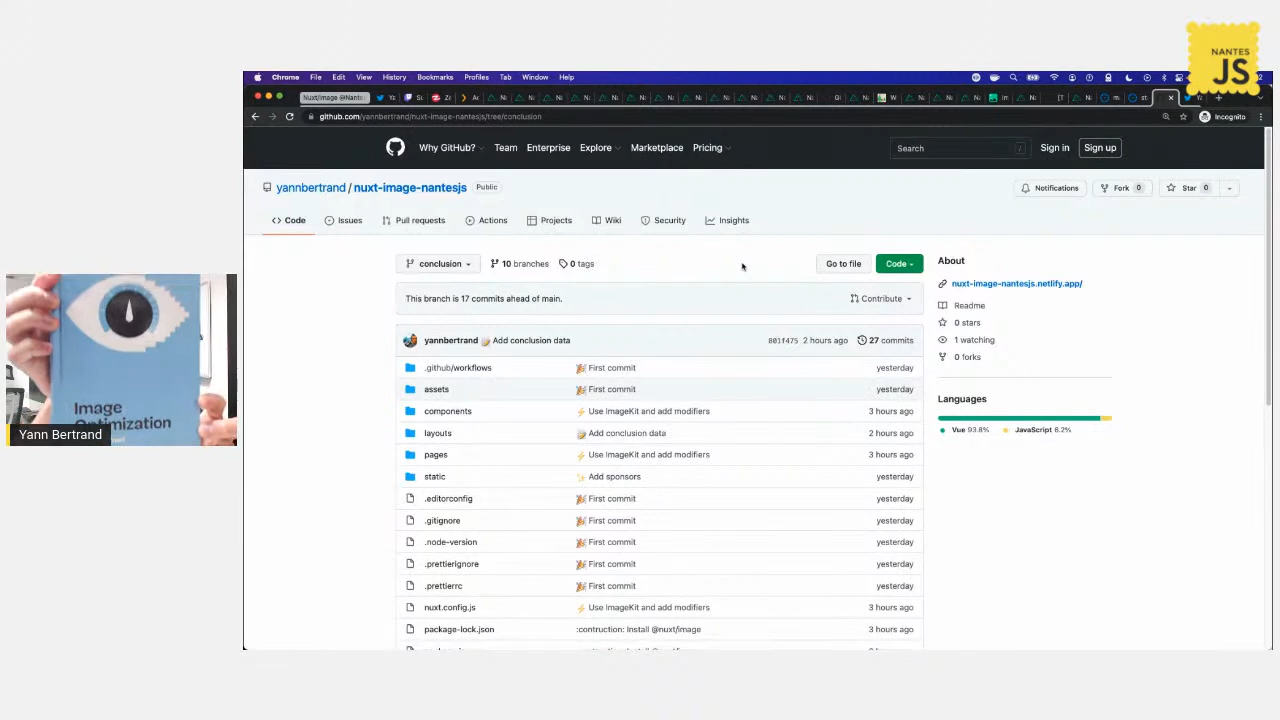 NANTES
JS
Chrome File Edit View History Bookmarks Profiles Tab Window Help
Nuxt/Image @Nante
github.com/yannbertrand/nuxt-image-nantesjs/tree/conclusion
Incognito
Why GitHub? Team Enterprise Explore Marketplace Pricing
Search /
Sign in Sign up
yannbertrand / nuxt-image-nantesjs Public
Notifications Fork 0 Star 0
<> Code Issues Pull requests Actions Projects Wiki Security Insights
conclusion 10 branches 0 tags Go to file Code
This branch is 17 commits ahead of main. Contribute
yannbertrand Add conclusion data 801f475 2 hours ago 27 commits
.github/workflows First commit yesterday
assets First commit yesterday
components Use ImageKit and add modifiers 3 hours ago
layouts Add conclusion data 2 hours ago
pages Use ImageKit and add modifiers 3 hours ago
static Add sponsors yesterday
.editorconfig First commit yesterday
.gitignore First commit yesterday
.node-version First commit yesterday
.prettierignore First commit yesterday
.prettierrc First commit yesterday
nuxt.config.js Use ImageKit and add modifiers 3 hours ago
package-lock.json :contruction: Install @nuxt/image 3 hours ago
About
nuxt-image-nantesjs.netlify.app/
Readme
0 stars
1 watching
0 forks
Languages
Vue 93.8% JavaScript 6.2%
Image
Optimization
Yann Bertrand